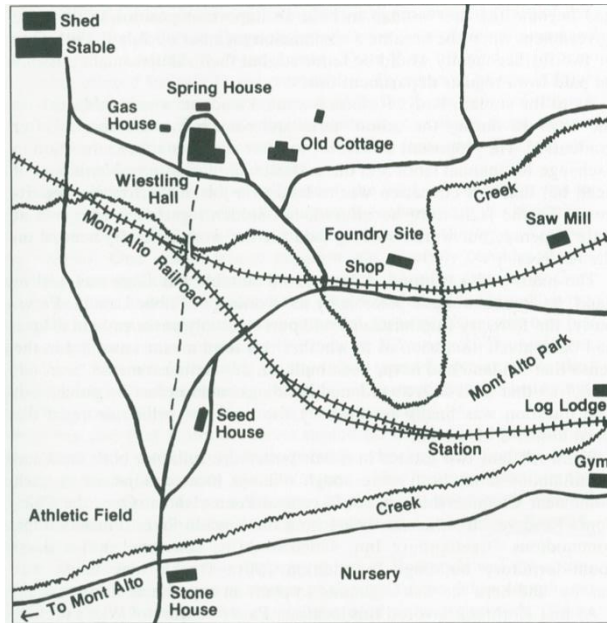 Shed
Stable
Spring House
Gas
House
Old Cottage
Wiestling
Hall
Creek
Mont Alto Railroad
Foundry Site
Saw Mill
Shop
Mont Alto Park
Log Lodge
Seed
House
Station
Gym
Creek
Athletic Field
Nursery
Stone
House
← To Mont Alto